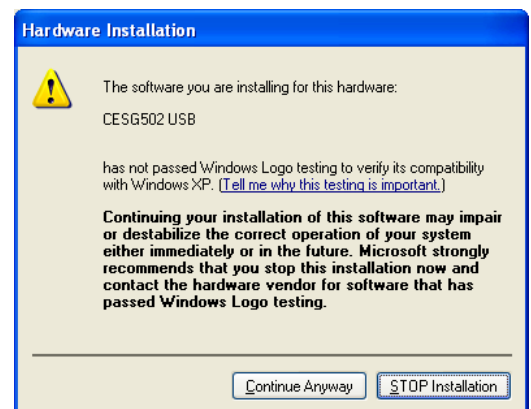 Hardware Installation
The software you are installing for this hardware:
CESG502 USB
has not passed Windows Logo testing to verify its compatibility
with Windows XP. (Tell me why this testing is important.)
Continuing your installation of this software may impair
or destabilize the correct operation of your system
either immediately or in the future. Microsoft strongly
recommends that you stop this installation now and
contact the hardware vendor for software that has
passed Windows Logo testing.
Continue Anyway
STOP Installation